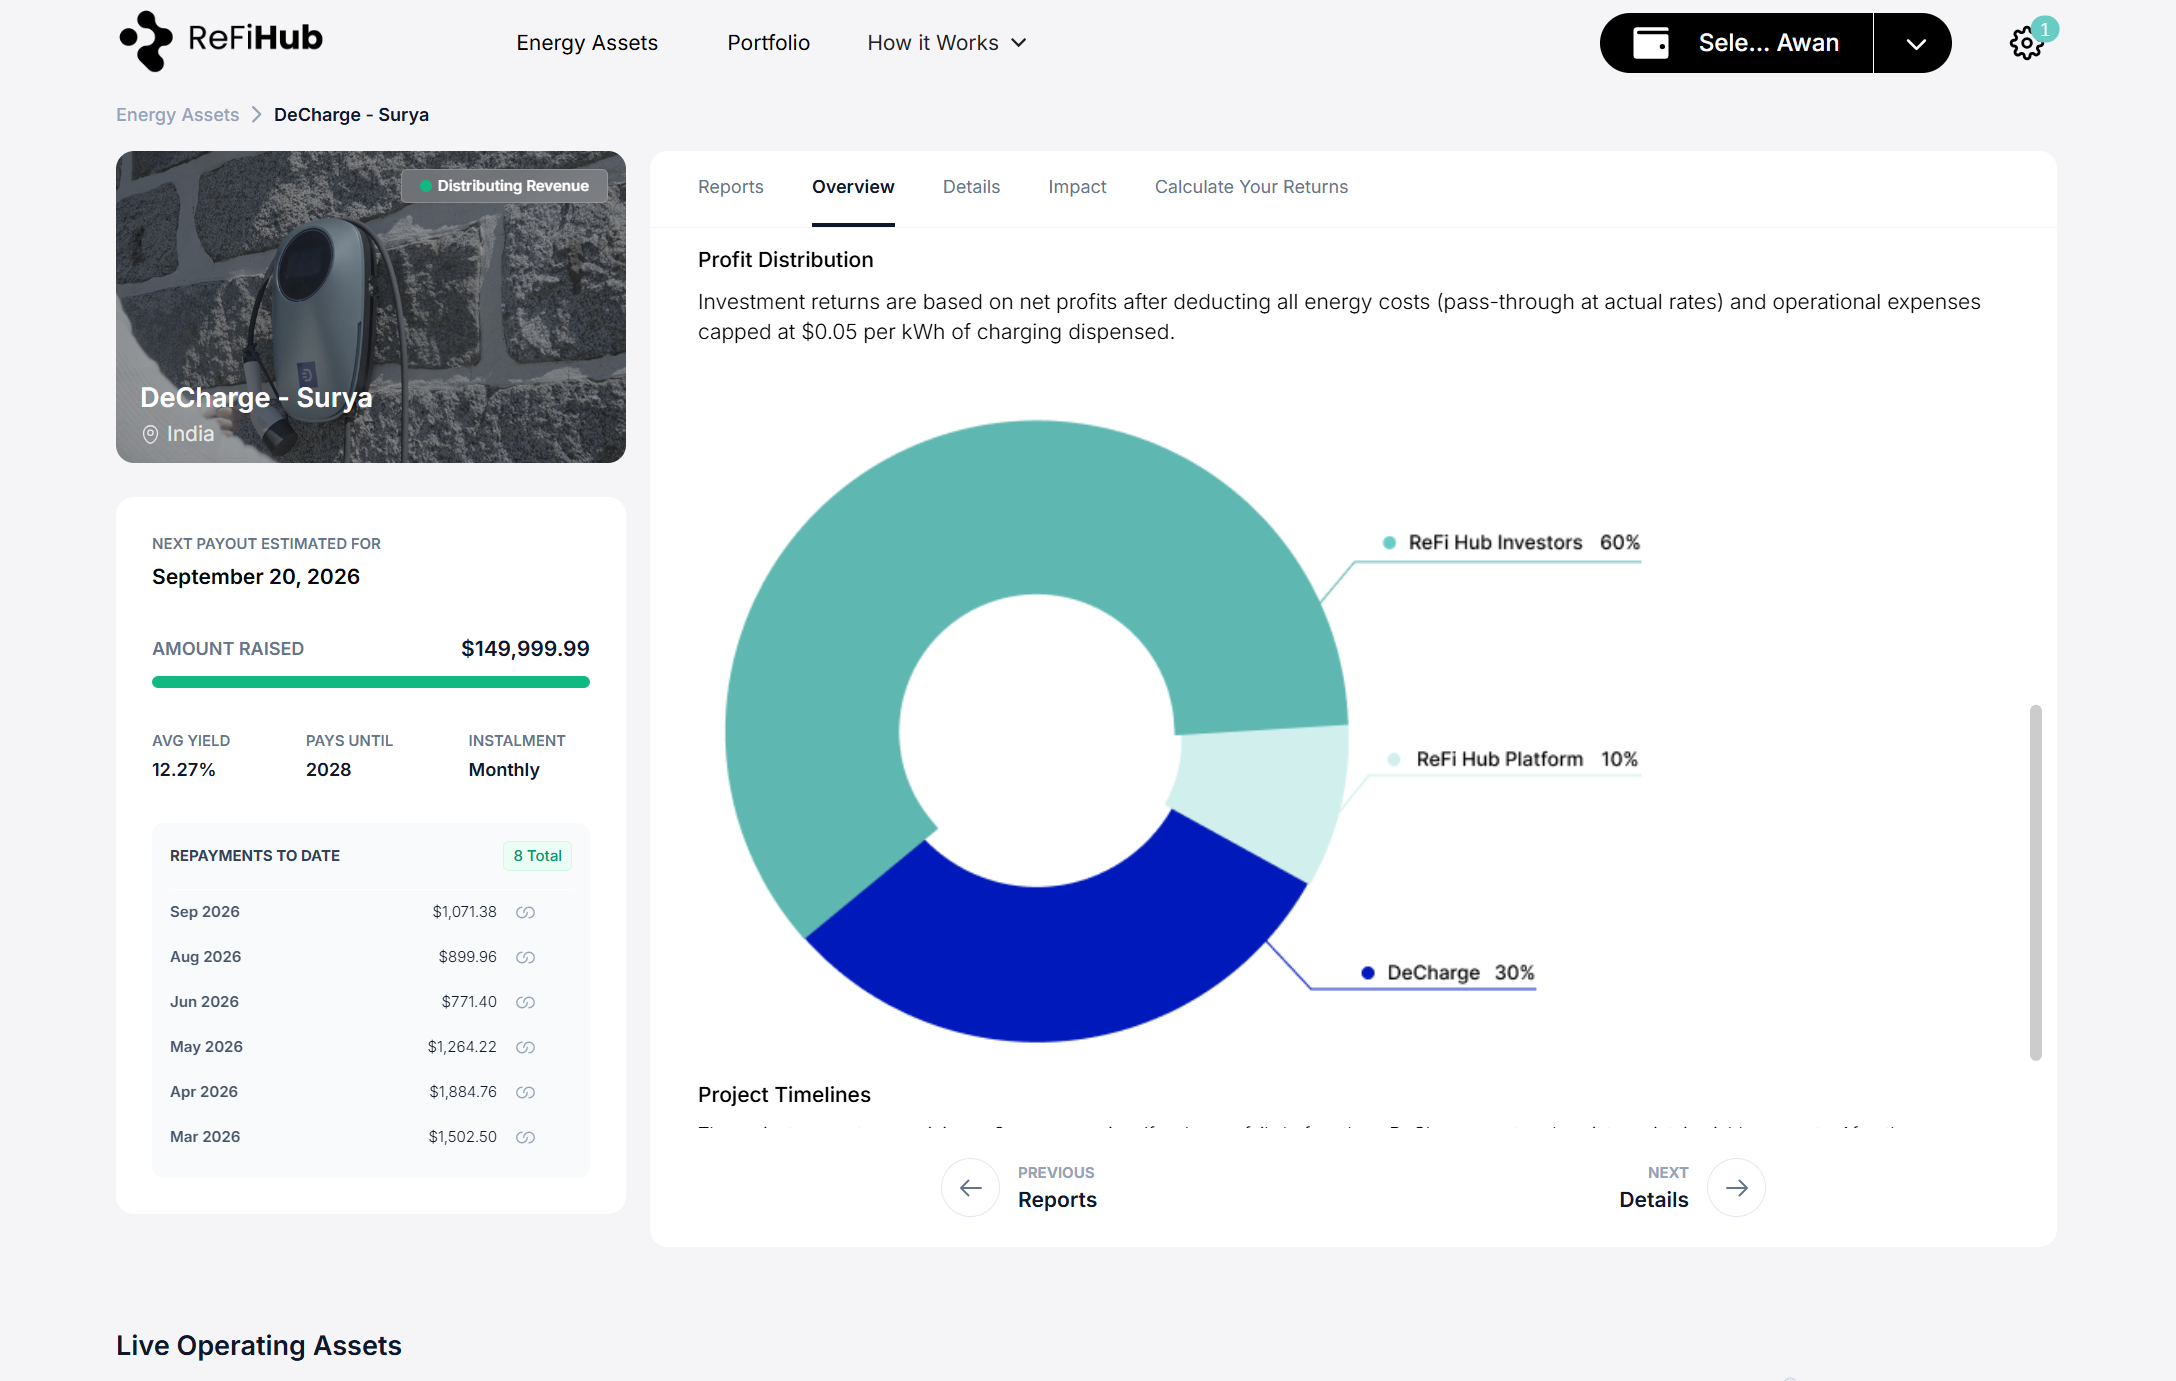 ReFiHub
Energy Assets
Portfolio
How it Works
Sele... Awan
1
Energy Assets > DeCharge - Surya
Distributing Revenue
DeCharge - Surya
India
NEXT PAYOUT ESTIMATED FOR
September 20, 2026
AMOUNT RAISED $149,999.99
AVG YIELD PAYS UNTIL INSTALMENT
12.27% 2028 Monthly
REPAYMENTS TO DATE 8 Total
Sep 2026 $1,071.38
Aug 2026 $899.96
Jun 2026 $771.40
May 2026 $1,264.22
Apr 2026 $1,884.76
Mar 2026 $1,502.50
Reports Overview Details Impact Calculate Your Returns
Profit Distribution
Investment returns are based on net profits after deducting all energy costs (pass-through at actual rates) and operational expenses
capped at $0.05 per kWh of charging dispensed.
ReFi Hub Investors 60%
ReFi Hub Platform 10%
DeCharge 30%
Project Timelines
PREVIOUS
Reports
NEXT
Details
Live Operating Assets